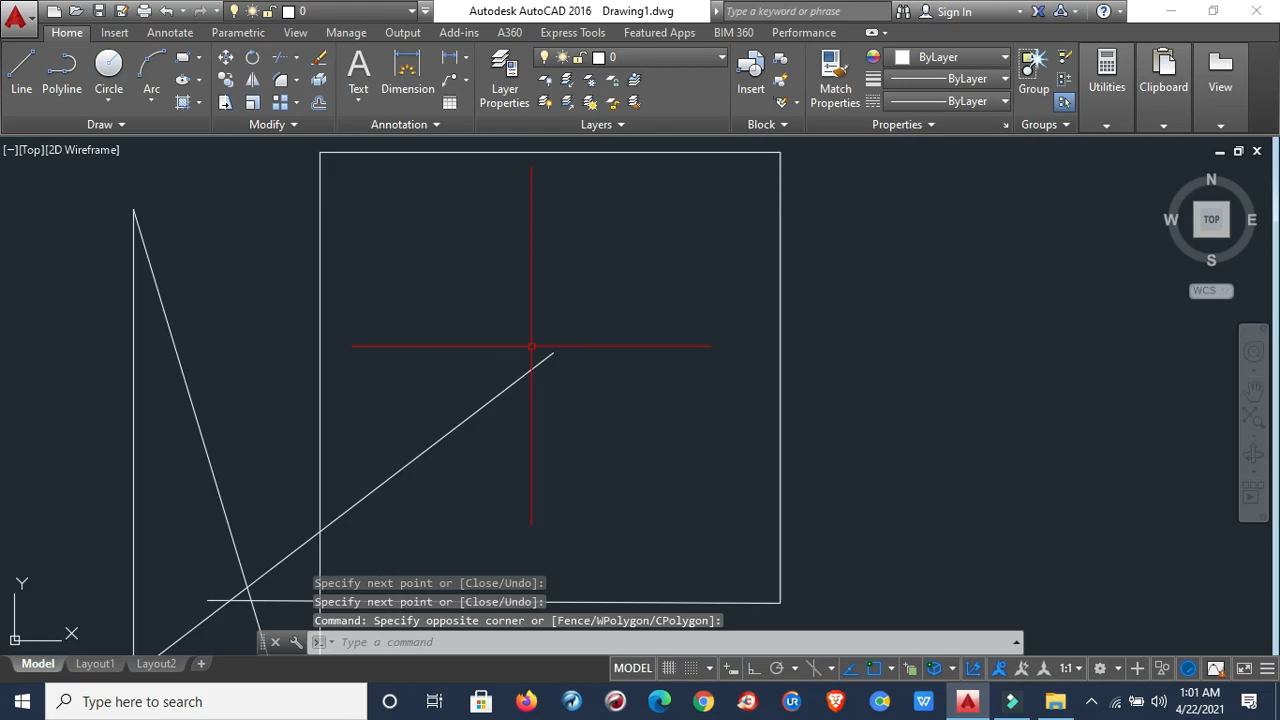 0 Autodesk AutoCAD 2016 Drawing1.dwg Type a keyword or phrase Sign In
Home Insert Annotate Parametric View Manage Output Add-ins A360 Express Tools Featured Apps BIM 360 Performance
Line Polyline Circle Arc Text Dimension Layer Properties 0 Insert Match Properties ByLayer ByLayer ByLayer Group Utilities Clipboard View
Draw Modify Annotation Layers Block Properties Groups
[−][Top][2D Wireframe]
N
W TOP E
S
WCS
Y
X
Specify next point or [Close/Undo]:
Specify next point or [Close/Undo]:
Command: Specify opposite corner or [Fence/WPolygon/CPolygon]:
Type a command
Model Layout1 Layout2 + MODEL 1:1
Type here to search
1:01 AM
4/22/2021